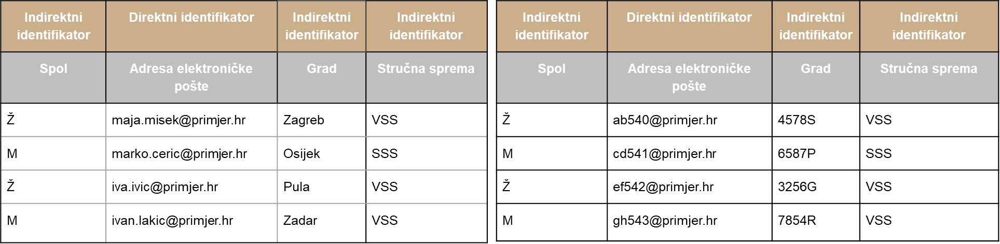 Indirektni identifikator
Direktni identifikator
Indirektni identifikator
Indirektni identifikator
Spol
Adresa elektroničke pošte
Grad
Stručna sprema
Ž maja.misek@primjer.hr Zagreb VSS
M marko.ceric@primjer.hr Osijek SSS
Ž iva.ivic@primjer.hr Pula VSS
M ivan.lakic@primjer.hr Zadar VSS
Indirektni identifikator
Direktni identifikator
Indirektni identifikator
Indirektni identifikator
Spol
Adresa elektroničke pošte
Grad
Stručna sprema
Ž ab540@primjer.hr 4578S VSS
M cd541@primjer.hr 6587P SSS
Ž ef542@primjer.hr 3256G VSS
M gh543@primjer.hr 7854R VSS